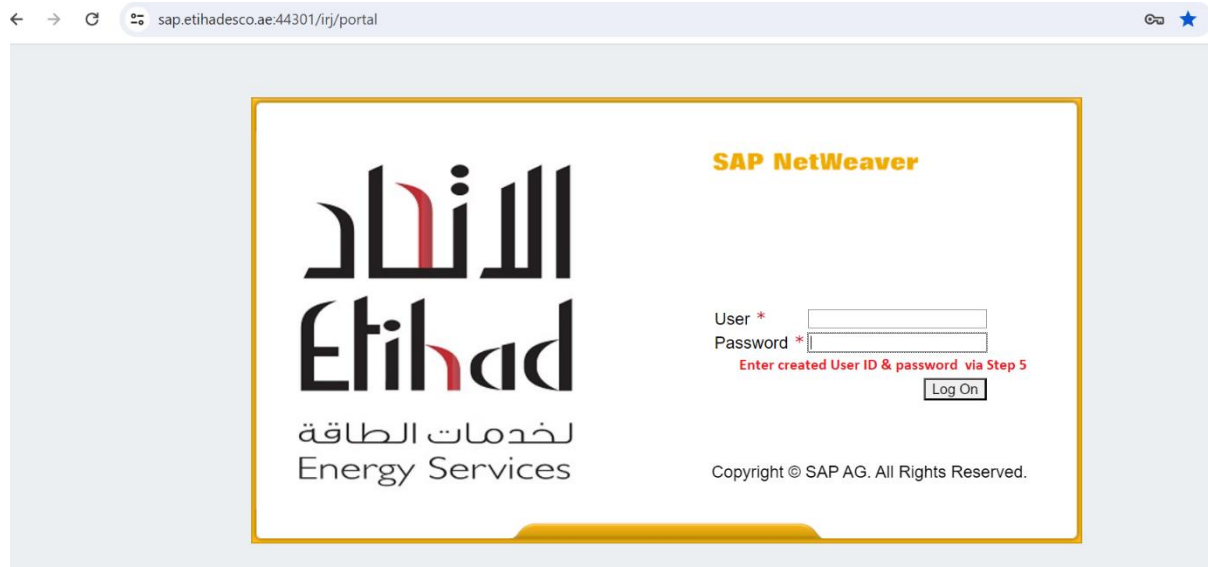 sap.etihadesco.ae:44301/irj/portal
SAP NetWeaver
الاتحاد
Etihad
لخدمات الطاقة
Energy Services
User *
Password *
Enter created User ID & password via Step 5
Log On
Copyright © SAP AG. All Rights Reserved.